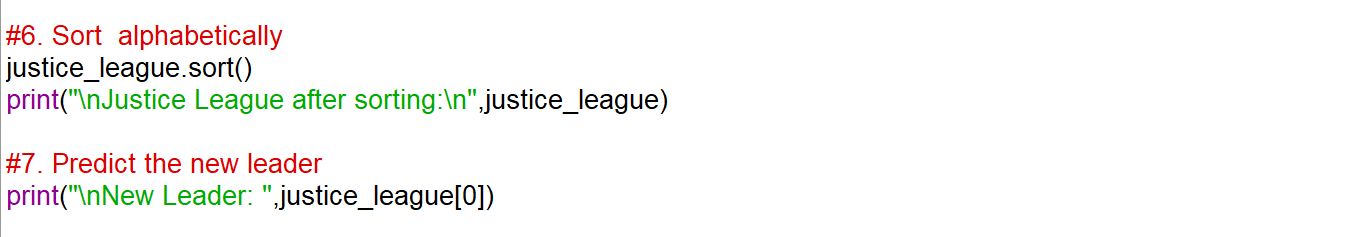 #6. Sort  alphabetically
justice_league.sort()
print("\nJustice League after sorting:\n",justice_league)
#7. Predict the new leader
print("\nNew Leader: ",justice_league[0])